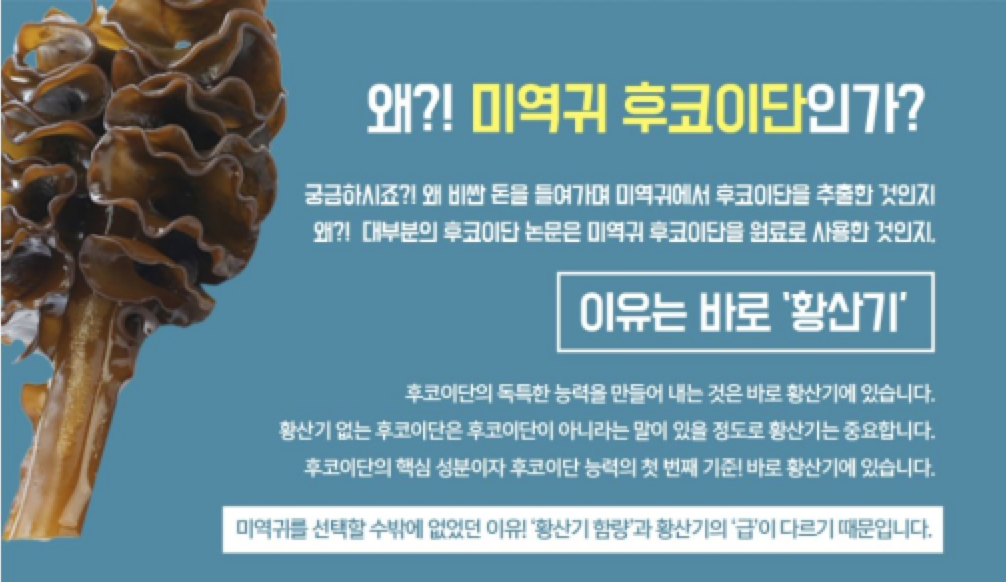 왜?! 미역귀 후코이단인가?
궁금하시죠?! 왜 비싼 돈을 들여가며 미역귀에서 후코이단을 추출한 것인지
왜?! 대부분의 후코이단 논문은 미역귀 후코이단을 원료로 사용한 것인지.
이유는 바로 '황산기'
후코이단의 독특한 능력을 만들어 내는 것은 바로 황산기에 있습니다.
황산기 없는 후코이단은 후코이단이 아니라는 말이 있을 정도로 황산기는 중요합니다.
후코이단의 핵심 성분이자 후코이단 능력의 첫 번째 기준! 바로 황산기에 있습니다.
미역귀를 선택할 수밖에 없었던 이유! '황산기 함량'과 황산기의 '급'이 다르기 때문입니다.